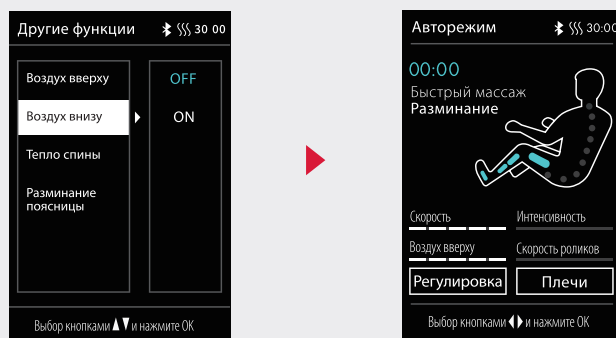 Другие функции 30 00
Воздух вверху
OFF
Воздух внизу
ON
Тепло спины
Разминание
поясницы
Выбор кнопками и нажмите OK
Авторежим 30:00
00:00
Быстрый массаж
Разминание
Скорость
Интенсивность
Воздух вверху
Скорость роликов
Регулировка
Плечи
Выбор кнопками и нажмите OK